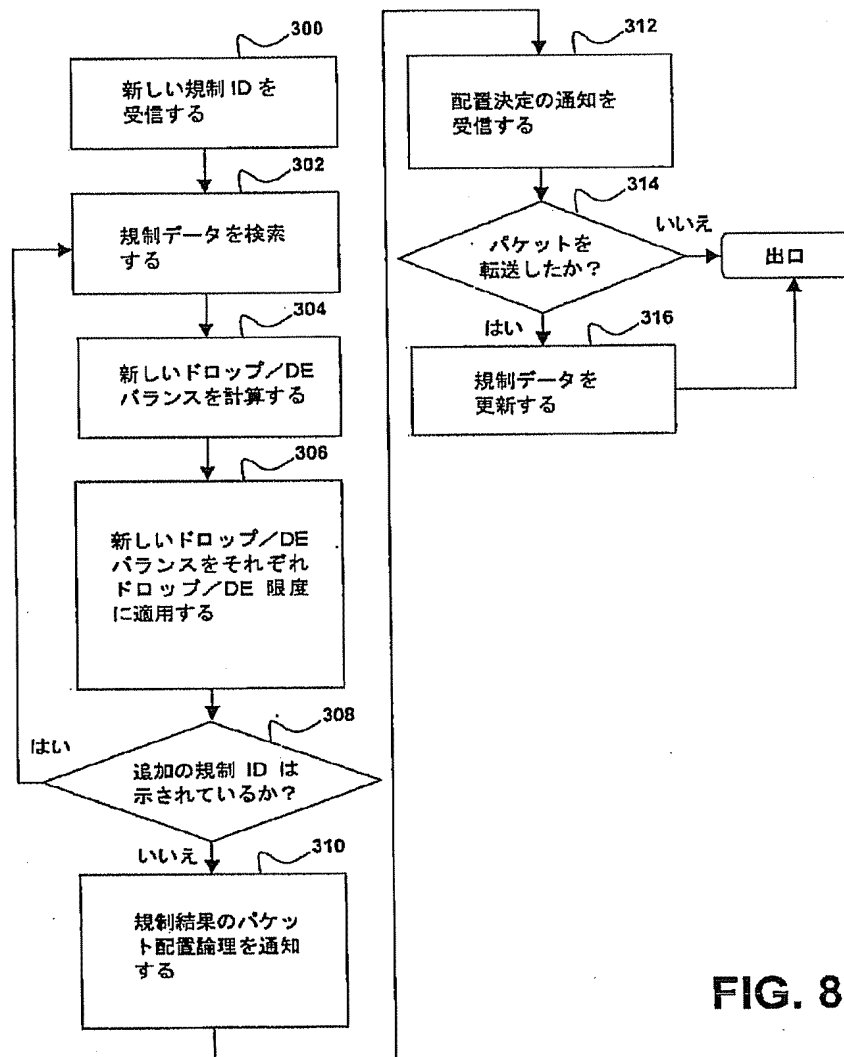 300
新しい規制 ID を
受信する
302
規制データを検索
する
304
新しいドロップ/DE
バランスを計算する
306
新しいドロップ/DE
バランスをそれぞれ
ドロップ/DE 限度
に適用する
308
はい
追加の規制 ID は
示されているか?
いいえ
310
規制結果のパケッ
ト配置論理を通知
する
312
配置決定の通知を
受信する
314
いいえ
パケットを
転送したか?
出口
はい
316
規制データを
更新する
FIG. 8